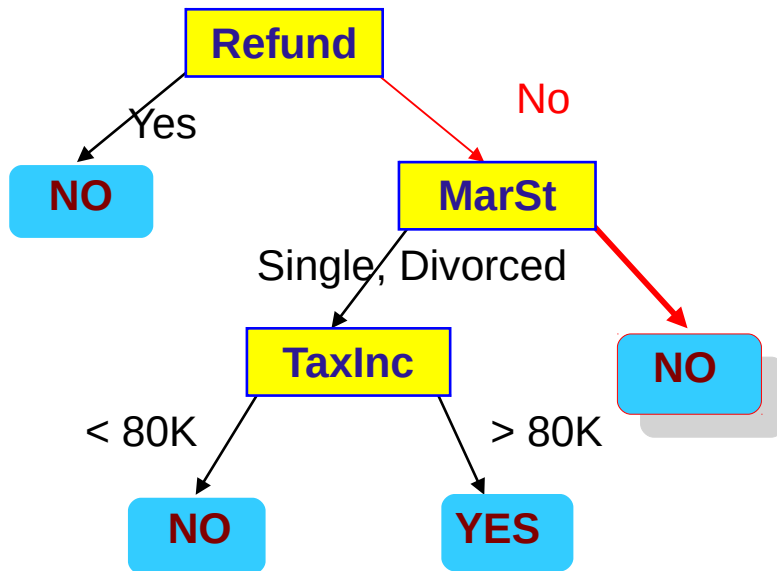 Refund
No
Yes
NO
MarSt
Single, Divorced
TaxInc
NO
< 80K
> 80K
NO
YES